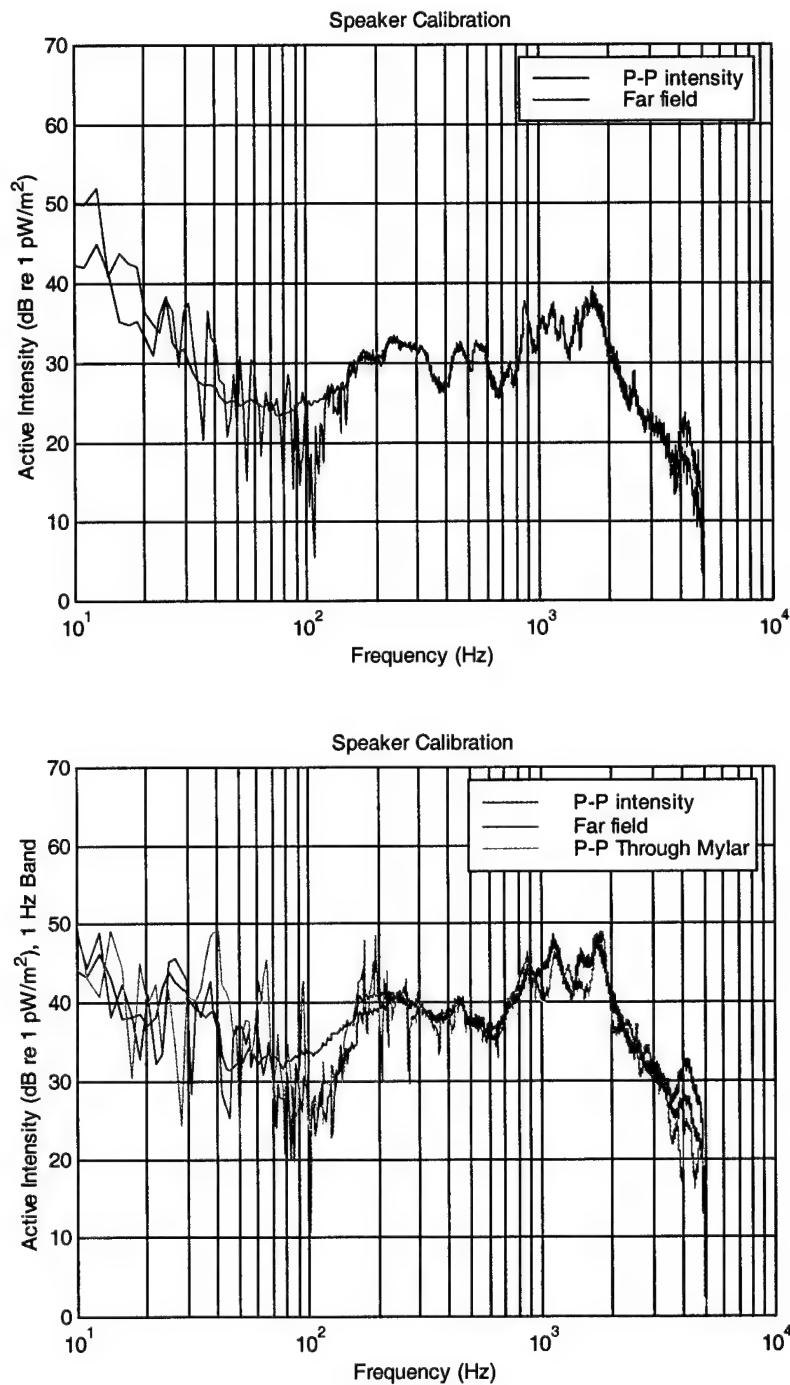 Speaker Calibration
70
60
50
40
30
20
10
0
Active Intensity (dB re 1 pW/m²)
P-P intensity
Far field
10¹
10²
10³
10⁴
Frequency (Hz)
Speaker Calibration
70
60
50
40
30
20
10
0
Active Intensity (dB re 1 pW/m²), 1 Hz Band
P-P intensity
Far field
P-P Through Mylar
10¹
10²
10³
10⁴
Frequency (Hz)